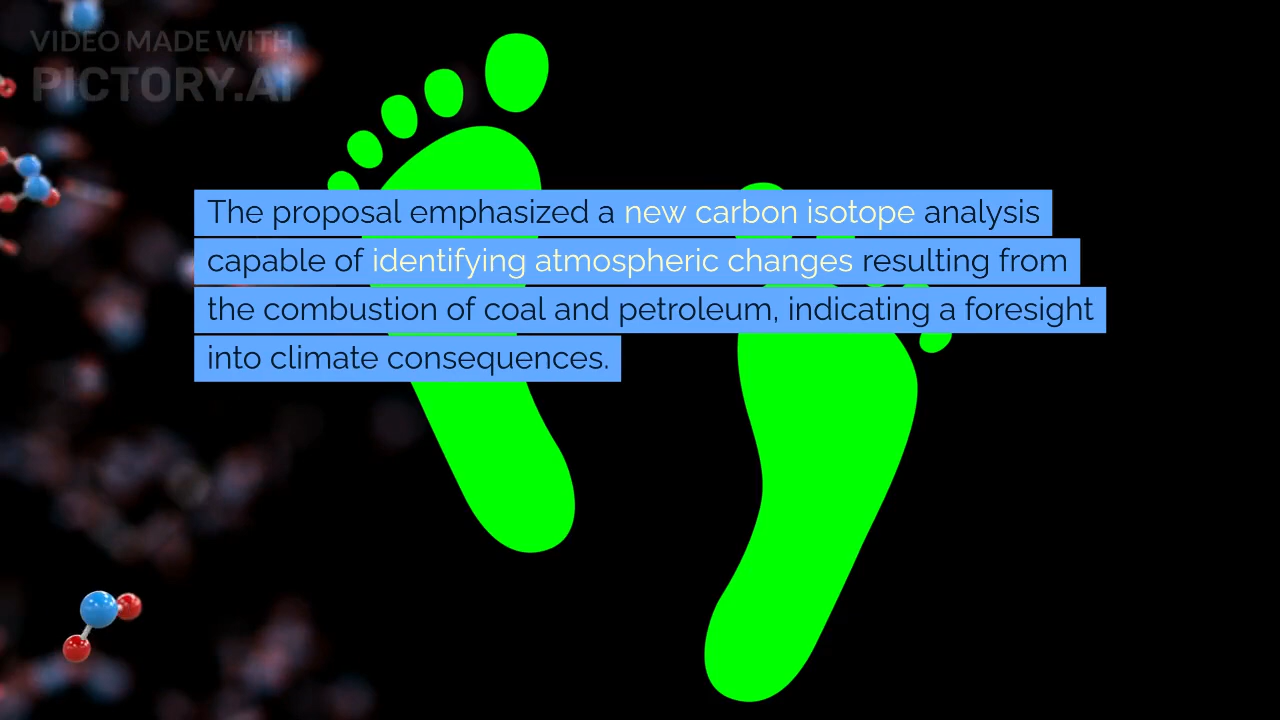 VIDEO MADE WITH
PICTORY.AI
The proposal emphasized a new carbon isotope analysis
capable of identifying atmospheric changes resulting from
the combustion of coal and petroleum, indicating a foresight
into climate consequences.